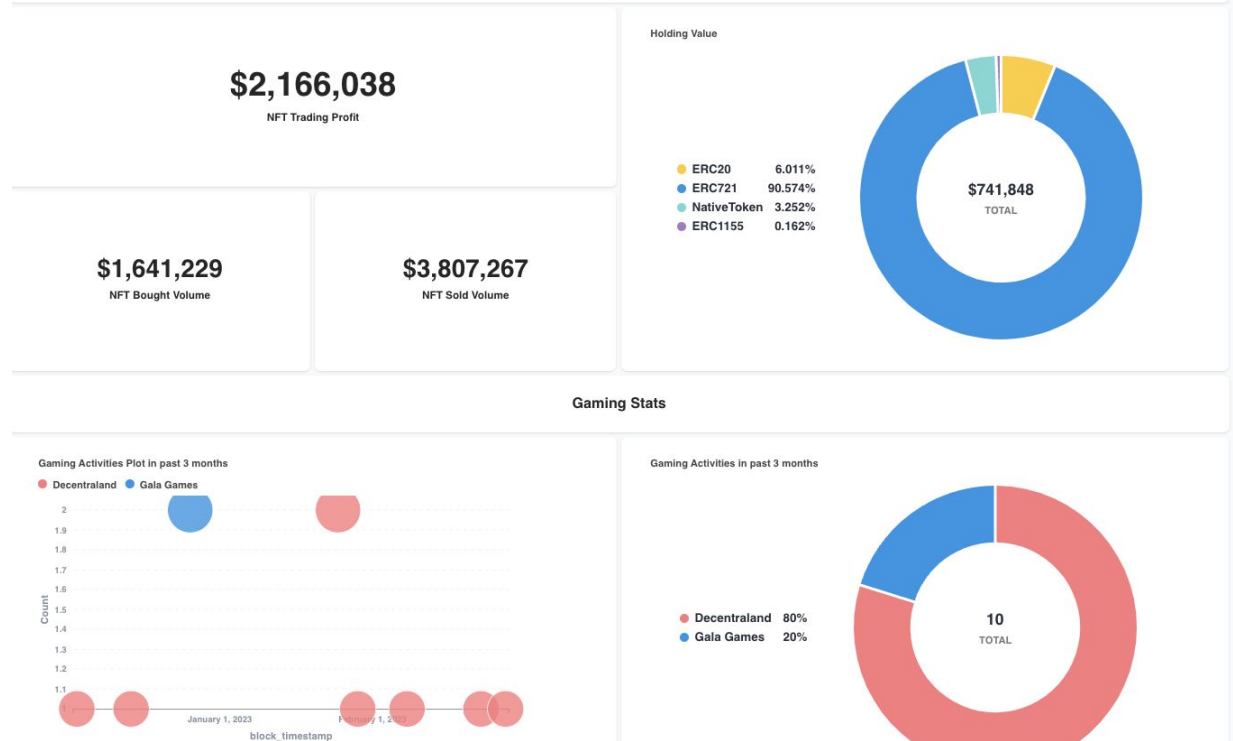 $2,166,038
NFT Trading Profit
$1,641,229
NFT Bought Volume
$3,807,267
NFT Sold Volume
Holding Value
ERC20 6.011%
ERC721 90.574%
NativeToken 3.252%
ERC1155 0.162%
$741,848
TOTAL
Gaming Stats
Gaming Activities Plot in past 3 months
Decentraland Gala Games
2
1.9
1.8
1.7
1.6
1.5
1.4
1.3
1.2
1.1
1
Count
January 1, 2023 February 1, 2023
block_timestamp
Gaming Activities in past 3 months
Decentraland 80%
Gala Games 20%
10
TOTAL